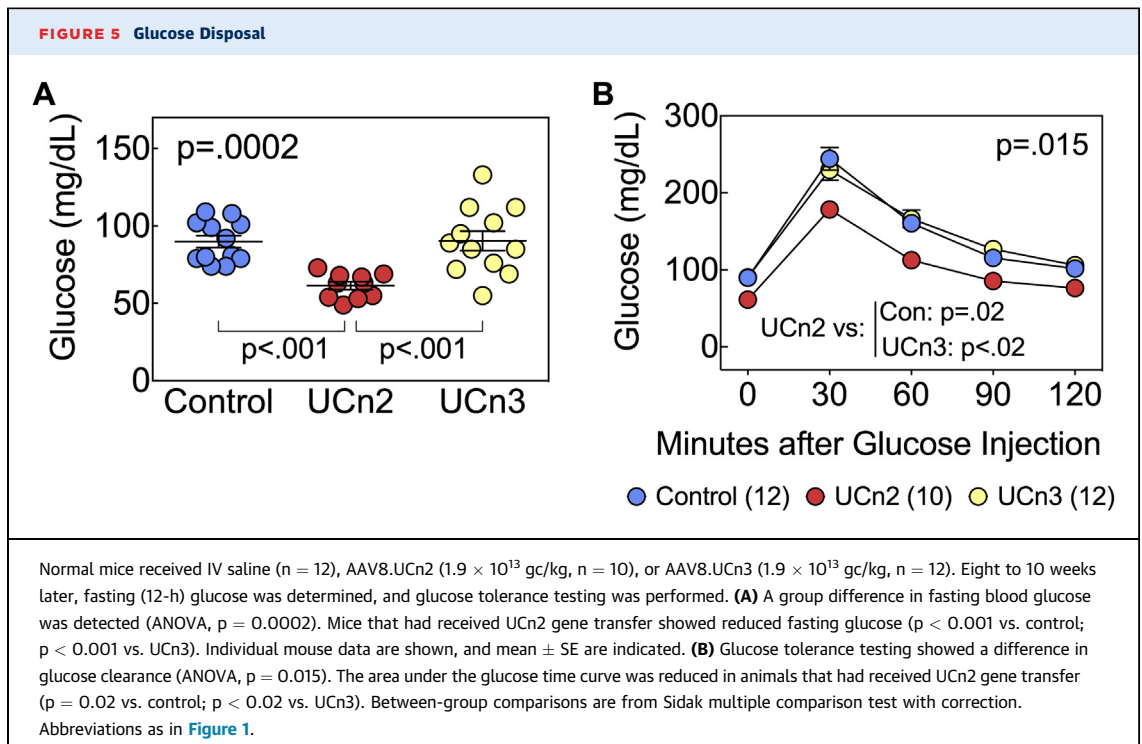 FIGURE 5 Glucose Disposal
A
Glucose (mg/dL)
150
100
50
0
p=.0002
p<.001
p<.001
Control
UCn2
UCn3
B
Glucose (mg/dL)
300
200
100
0
p=.015
UCn2 vs:
Con: p=.02
UCn3: p<.02
0 30 60 90 120
Minutes after Glucose Injection
Control (12) UCn2 (10) UCn3 (12)
Normal mice received IV saline (n = 12), AAV8.UCn2 (1.9 × 10¹³ gc/kg, n = 10), or AAV8.UCn3 (1.9 × 10¹³ gc/kg, n = 12). Eight to 10 weeks
later, fasting (12-h) glucose was determined, and glucose tolerance testing was performed. (A) A group difference in fasting blood glucose
was detected (ANOVA, p = 0.0002). Mice that had received UCn2 gene transfer showed reduced fasting glucose (p < 0.001 vs. control;
p < 0.001 vs. UCn3). Individual mouse data are shown, and mean ± SE are indicated. (B) Glucose tolerance testing showed a difference in
glucose clearance (ANOVA, p = 0.015). The area under the glucose time curve was reduced in animals that had received UCn2 gene transfer
(p = 0.02 vs. control; p < 0.02 vs. UCn3). Between-group comparisons are from Sidak multiple comparison test with correction.
Abbreviations as in Figure 1.